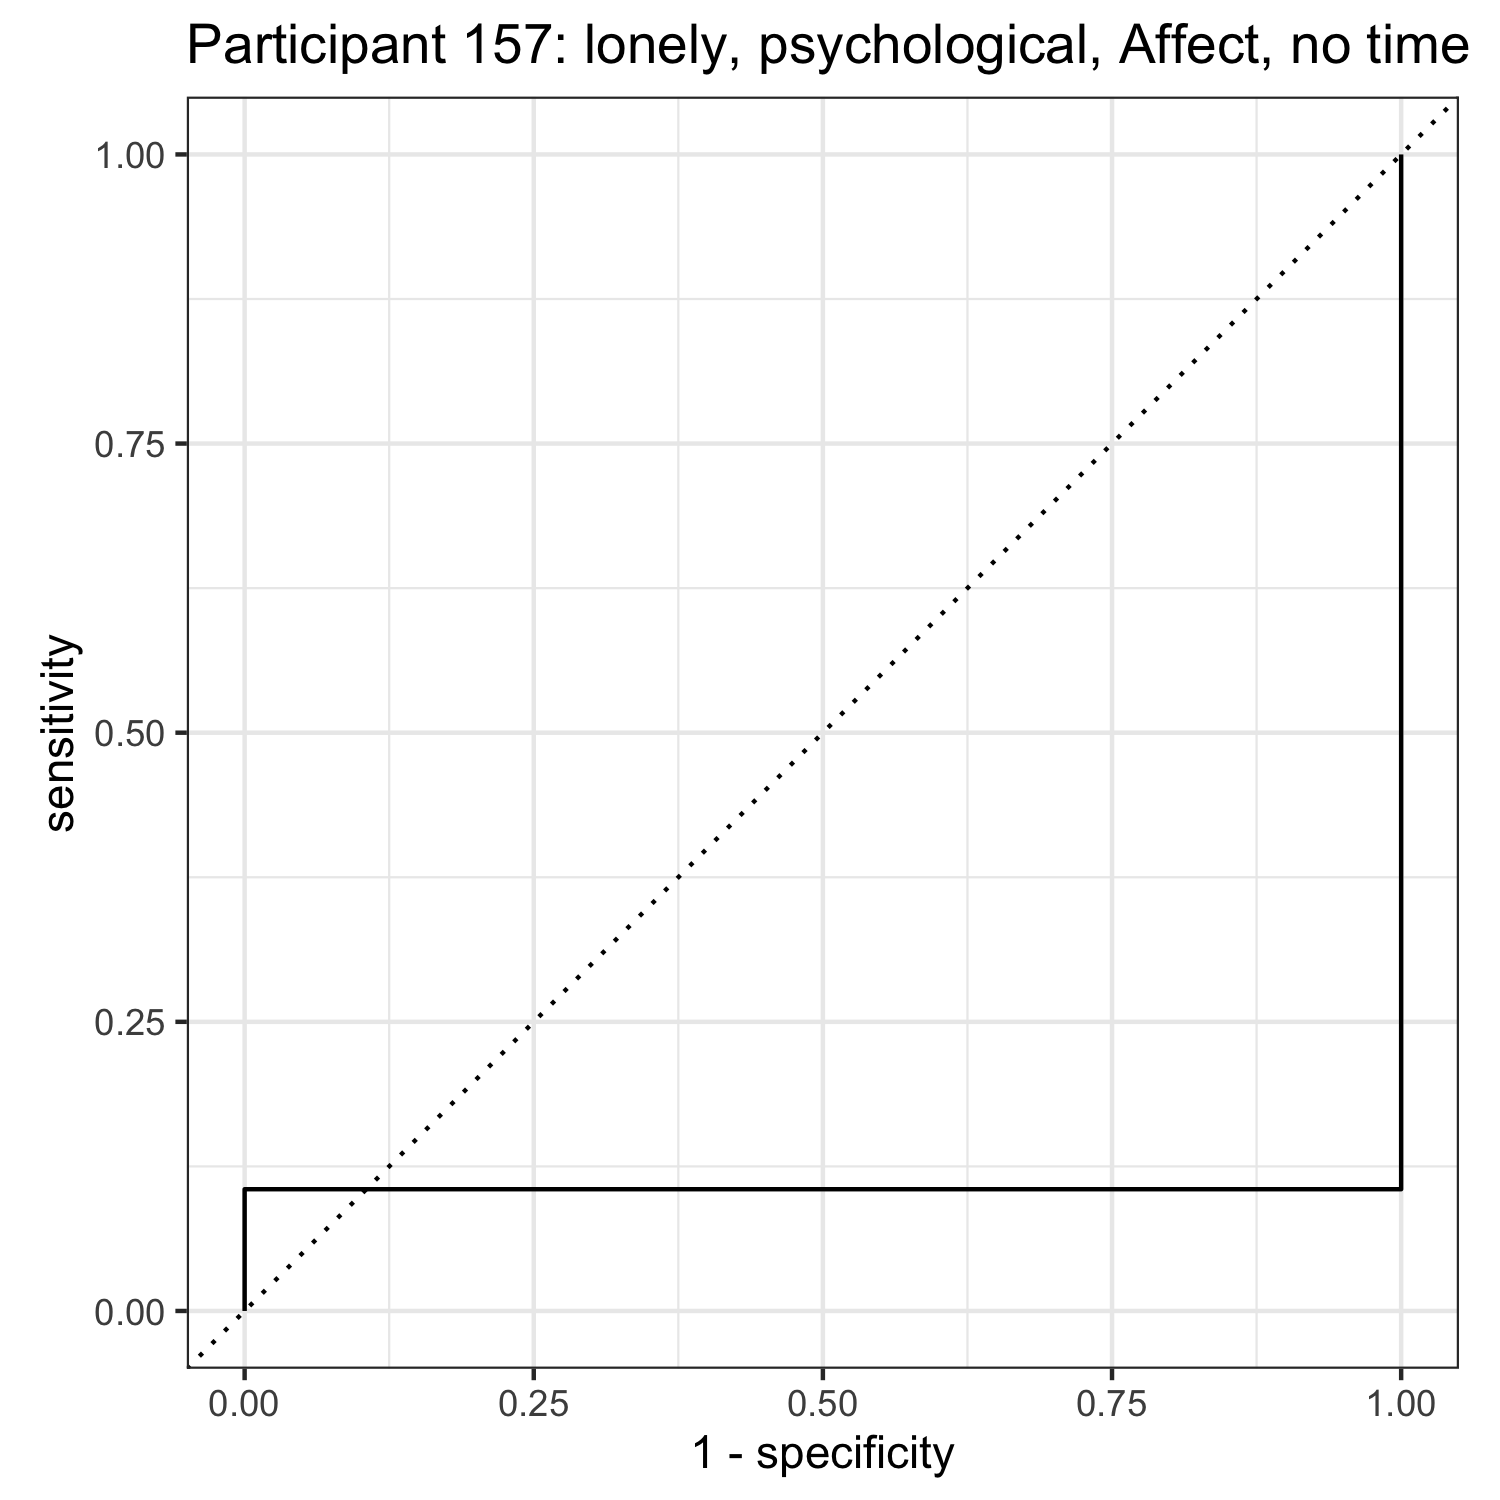 Participant 157: lonely, psychological, Affect, no time
1.00
0.75
0.50
0.25
0.00
sensitivity
0.00 0.25 0.50 0.75 1.00
1 - specificity